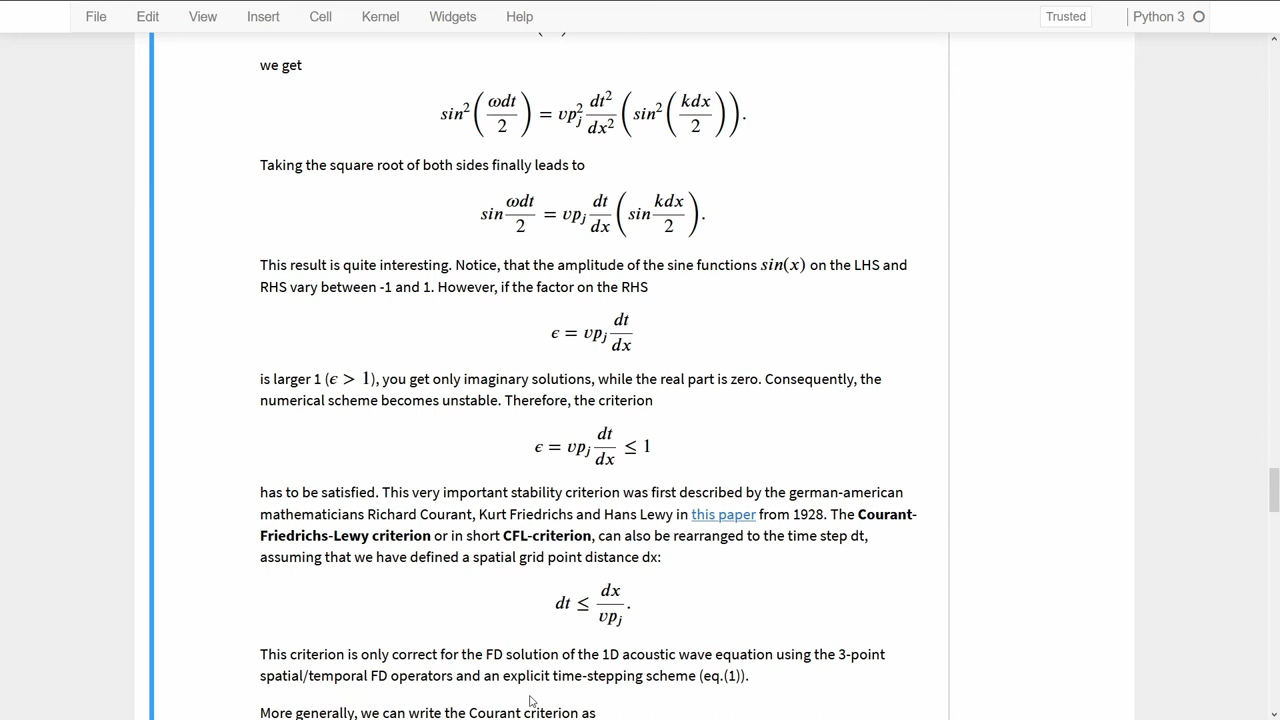 File Edit View Insert Cell Kernel Widgets Help Trusted Python 3
we get
sin²(ωdt/2) = vp_j² dt²/dx² (sin²(kdx/2)).
Taking the square root of both sides finally leads to
sin ωdt/2 = vp_j dt/dx (sin kdx/2).
This result is quite interesting. Notice, that the amplitude of the sine functions sin(x) on the LHS and
RHS vary between -1 and 1. However, if the factor on the RHS
ϵ = vp_j dt/dx
is larger 1 (ϵ > 1), you get only imaginary solutions, while the real part is zero. Consequently, the
numerical scheme becomes unstable. Therefore, the criterion
ϵ = vp_j dt/dx ≤ 1
has to be satisfied. This very important stability criterion was first described by the german-american
mathematicians Richard Courant, Kurt Friedrichs and Hans Lewy in this paper from 1928. The Courant-
Friedrichs-Lewy criterion or in short CFL-criterion, can also be rearranged to the time step dt,
assuming that we have defined a spatial grid point distance dx:
dt ≤ dx/vp_j.
This criterion is only correct for the FD solution of the 1D acoustic wave equation using the 3-point
spatial/temporal FD operators and an explicit time-stepping scheme (eq.(1)).
More generally, we can write the Courant criterion as